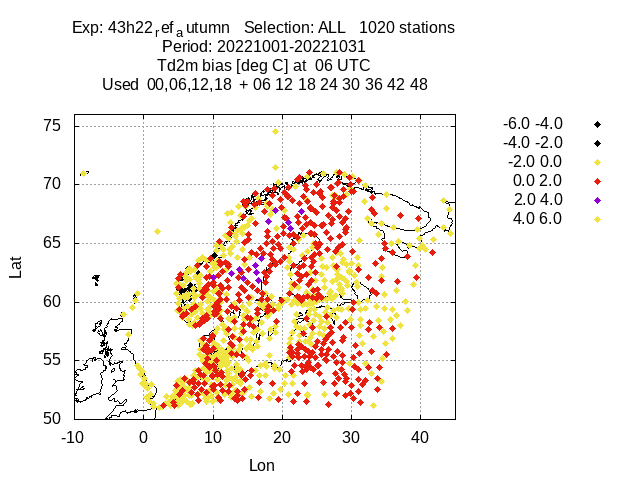 Exp: 43h22refautumn Selection: ALL 1020 stations
Period: 20221001-20221031
Td2m bias [deg C] at 06 UTC
Used 00,06,12,18 + 06 12 18 24 30 36 42 48
-6.0 -4.0
-4.0 -2.0
-2.0 0.0
0.0 2.0
2.0 4.0
4.0 6.0
75
70
65
60
55
50
Lat
-10 0 10 20 30 40
Lon